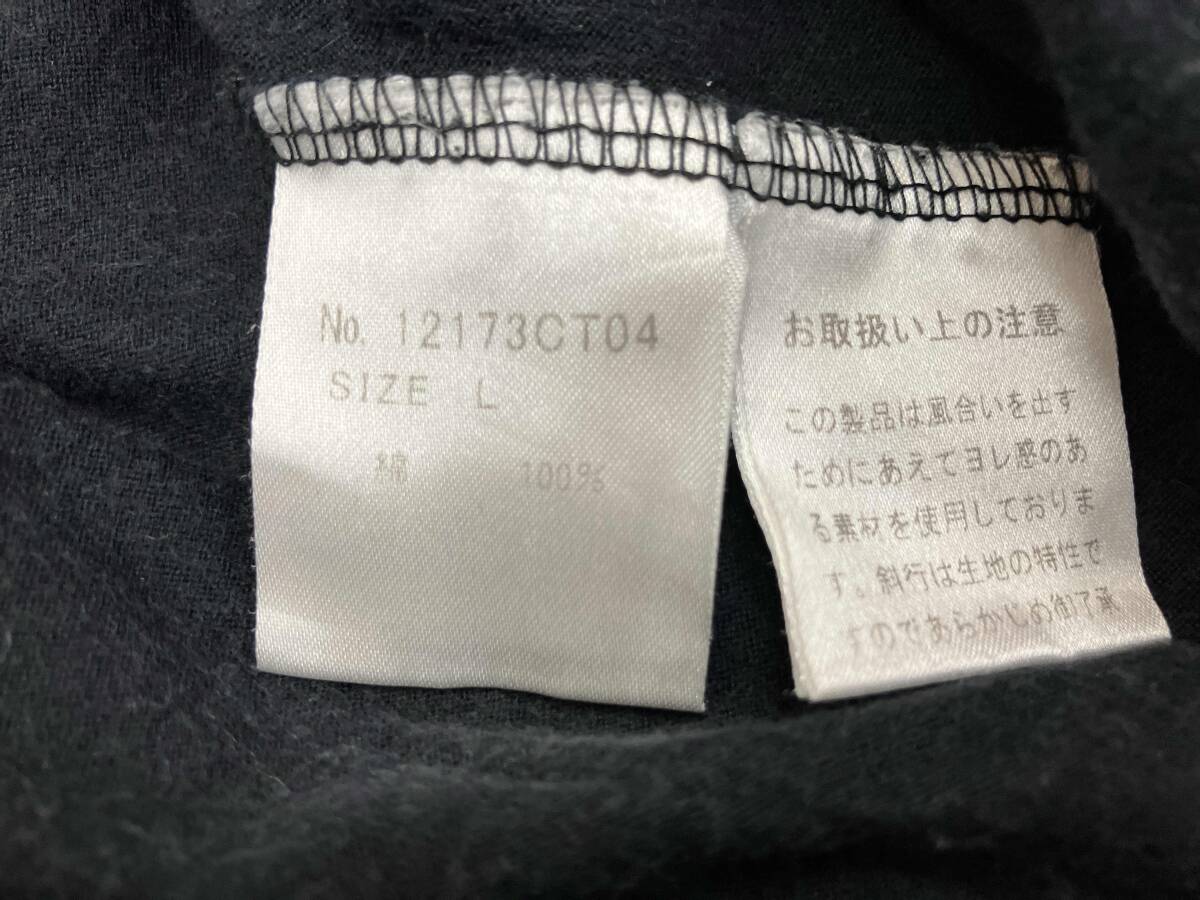 No. 12173CT04
SIZE L
綿 100%
お取扱い上の注意
この製品は風合いを出す
ためにあえてヨレ感のあ
る素材を使用しておりま
す。斜行は生地の特性で
すのであらかじめ御了承